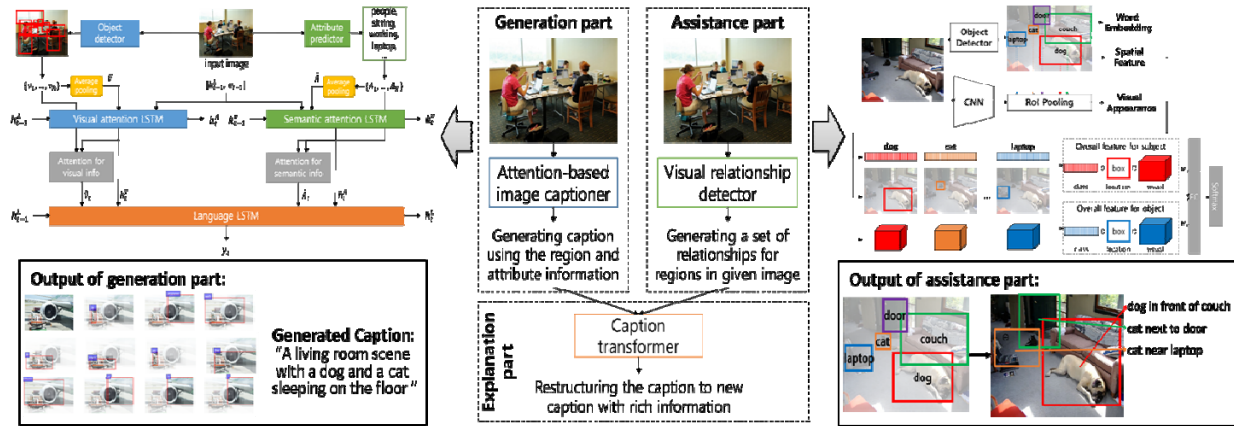 Object
detector
input image
Attribute
predictor
people,
sitting,
working,
laptop,
...
Average
pooling
Average
pooling
Visual attention LSTM
Semantic attention LSTM
Attention for
visual info
Attention for
semantic info
Language LSTM
Output of generation part:
Generated Caption:
“A living room scene
with a dog and a cat
sleeping on the floor”
Generation part
Attention-based
image captioner
Generating caption
using the region and
attribute information
Assistance part
Visual relationship
detector
Generating a set of
relationships for
regions in given image
Explanation
part
Caption
transformer
Restructuring the caption to new
caption with rich information
Object
Detector
door
cat
laptop
couch
dog
Word
Embedding
Spatial
Feature
CNN
RoI Pooling
Visual
Appearance
dog
cat
laptop
...
Overall feature for subject
box
class
location
visual
Overall feature for object
box
class
location
visual
Softmax
Output of assistance part:
door
cat
couch
laptop
dog
dog in front of couch
cat next to door
cat near laptop